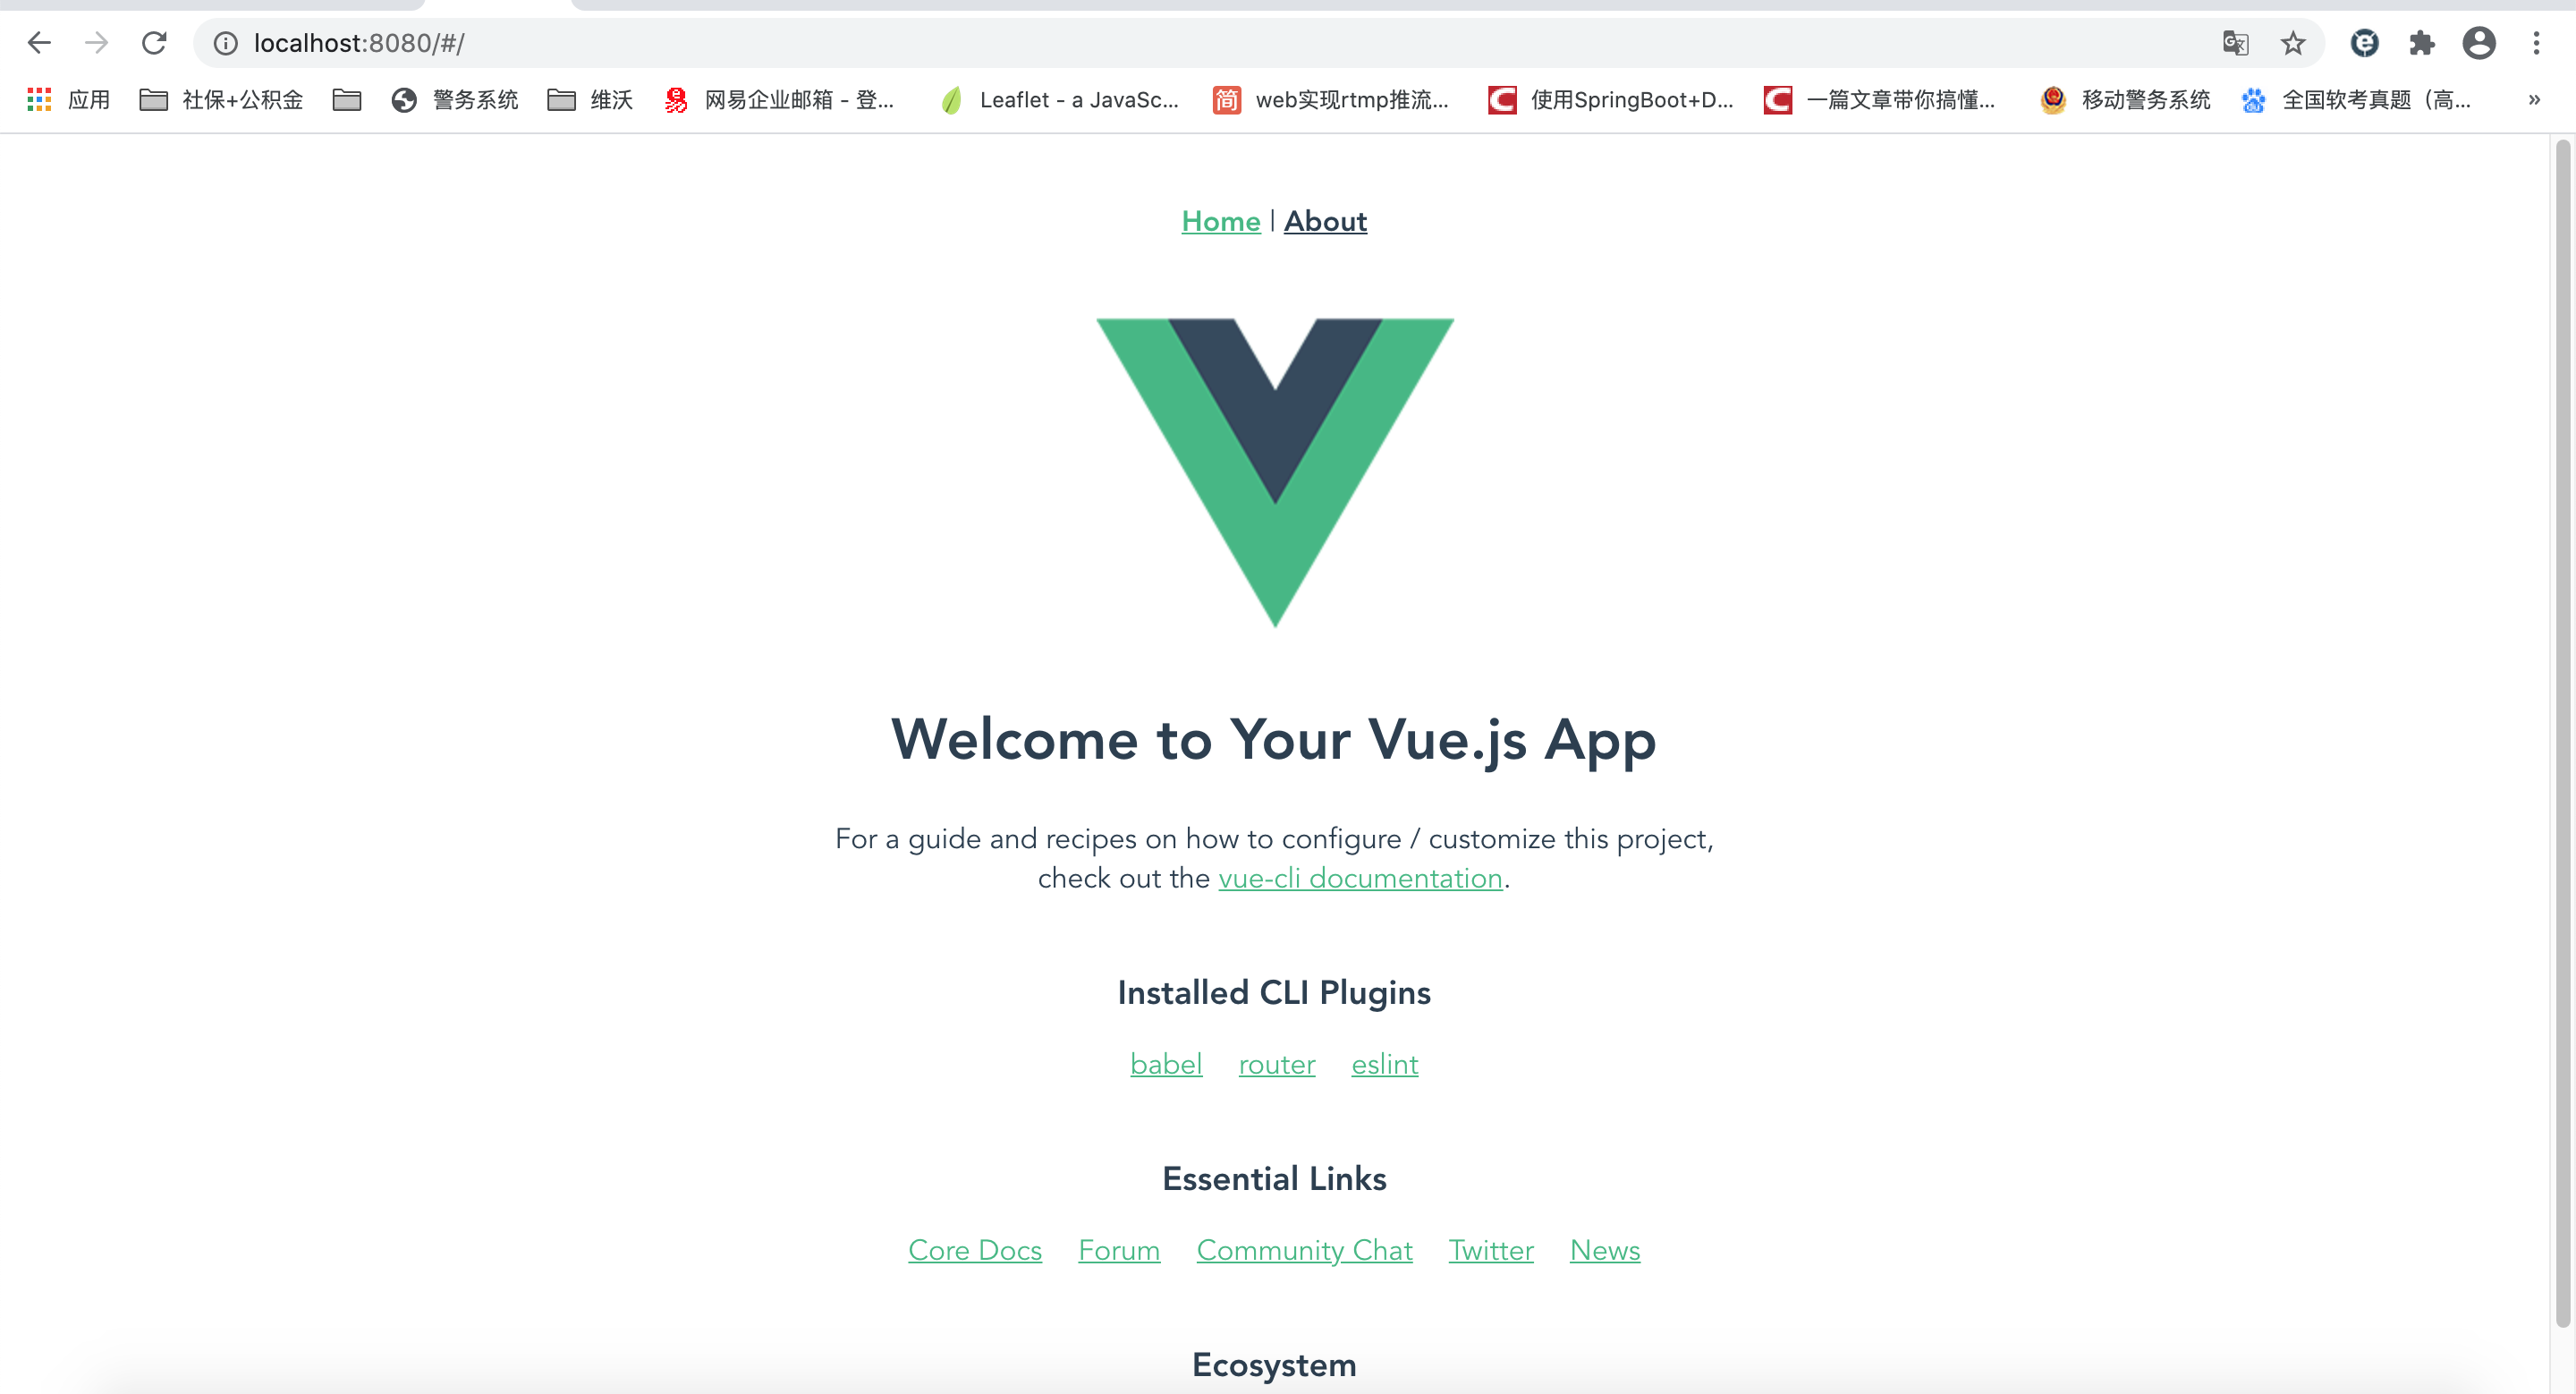 localhost:8080/#/
应用 社保+公积金 警务系统 维沃 网易企业邮箱 - 登... Leaflet - a JavaSc... 简 web实现rtmp推流... C 使用SpringBoot+D... C 一篇文章带你搞懂... 移动警务系统 全国软考真题（高... »
Home | About
Welcome to Your Vue.js App
For a guide and recipes on how to configure / customize this project,
check out the vue-cli documentation.
Installed CLI Plugins
babel router eslint
Essential Links
Core Docs Forum Community Chat Twitter News
Ecosystem